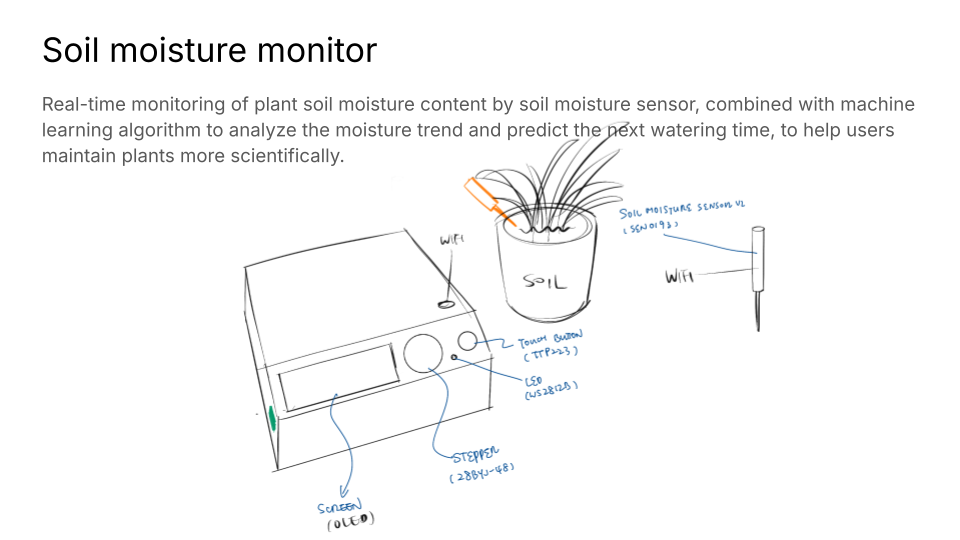 Soil moisture monitor
Real-time monitoring of plant soil moisture content by soil moisture sensor, combined with machine
learning algorithm to analyze the moisture trend and predict the next watering time, to help users
maintain plants more scientifically.
SOIL MOISTURE SENSOR V2
(SEN0193)
WIFI
WIFI
SOIL
TOUCH BUTTON
(TTP223)
LED
(WS2812B)
STEPPER
(28BYJ-48)
SCREEN
(OLED)